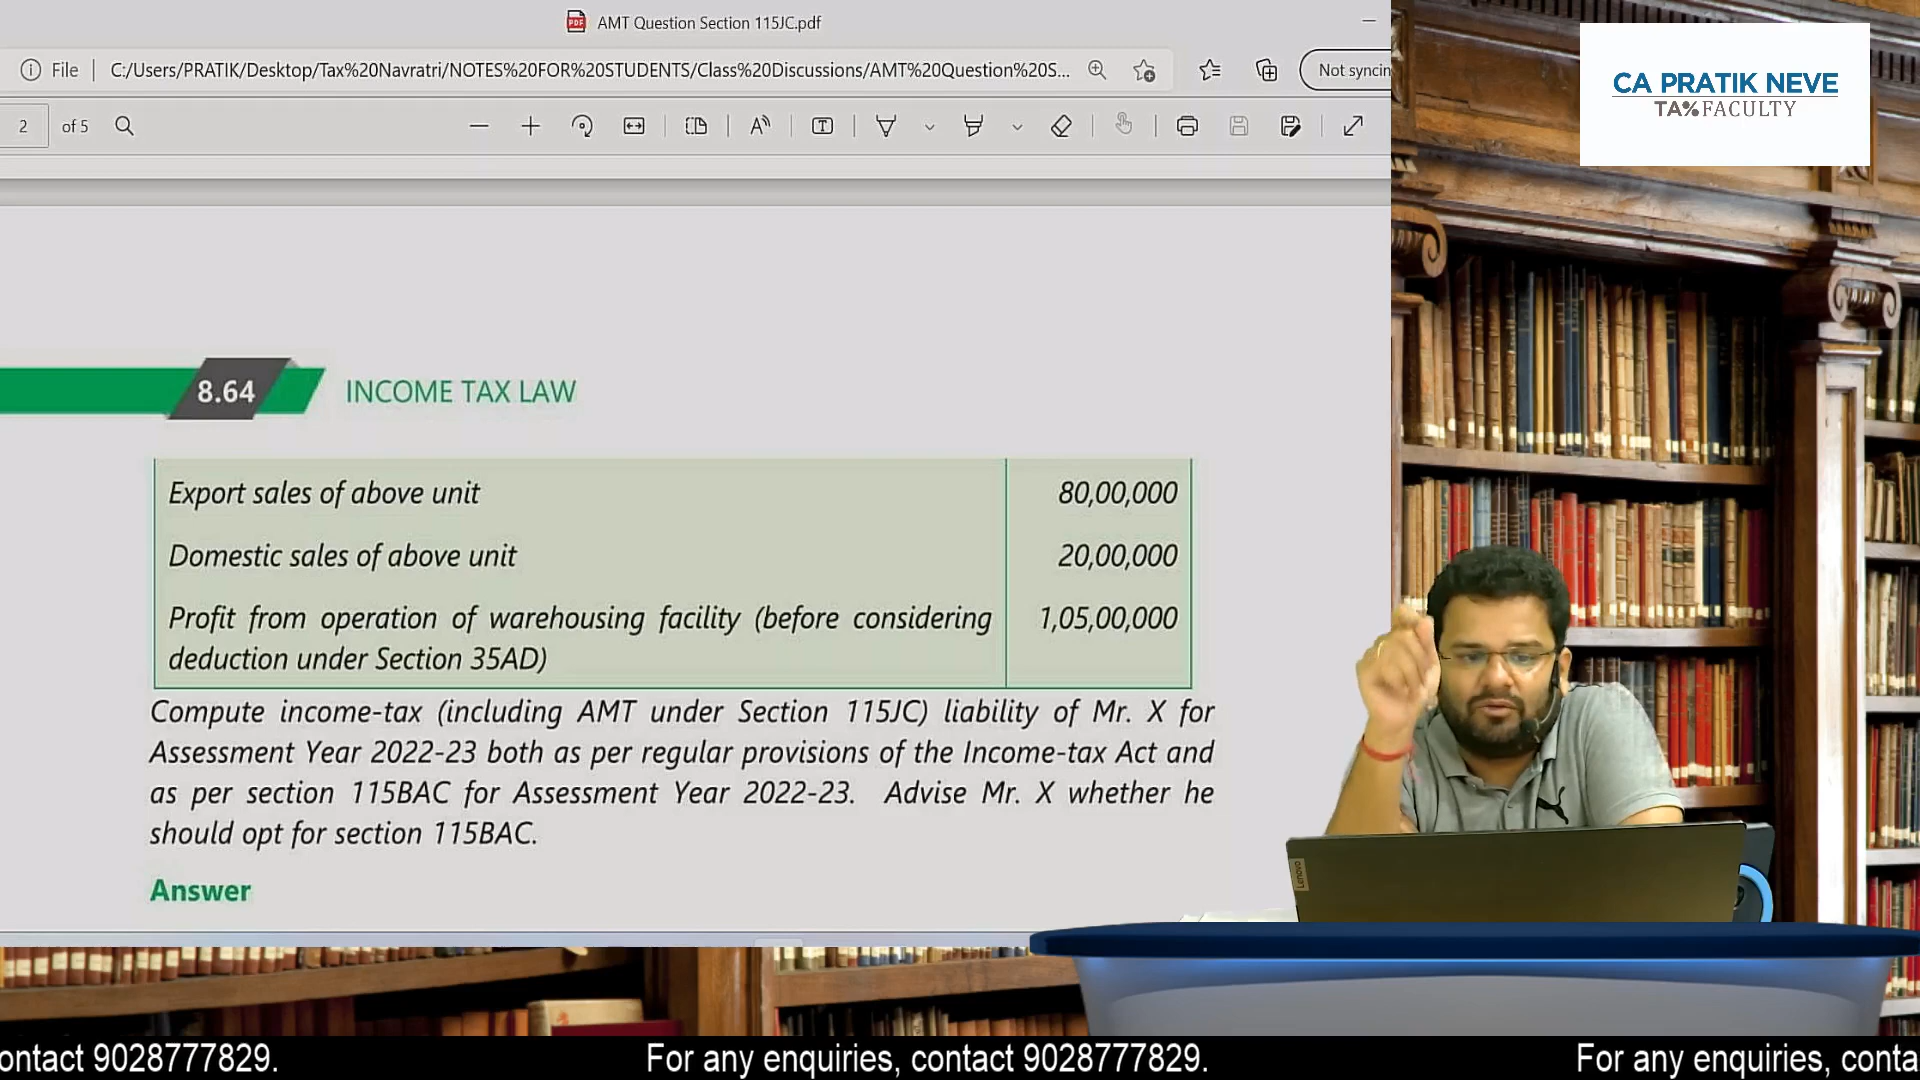 AMT Question Section 115JC.pdf
File
C:/Users/PRATIK/Desktop/Tax%20Navratri/NOTES%20FOR%20STUDENTS/Class%20Discussions/AMT%20Question%20S...
Not syncin
2 of 5
CA PRATIK NEVE
TA% FACULTY
8.64 INCOME TAX LAW
Export sales of above unit 80,00,000
Domestic sales of above unit 20,00,000
Profit from operation of warehousing facility (before considering 1,05,00,000
deduction under Section 35AD)
Compute income-tax (including AMT under Section 115JC) liability of Mr. X for
Assessment Year 2022-23 both as per regular provisions of the Income-tax Act and
as per section 115BAC for Assessment Year 2022-23. Advise Mr. X whether he
should opt for section 115BAC.
Answer
Lenovo
ontact 9028777829. For any enquiries, contact 9028777829. For any enquiries, conta